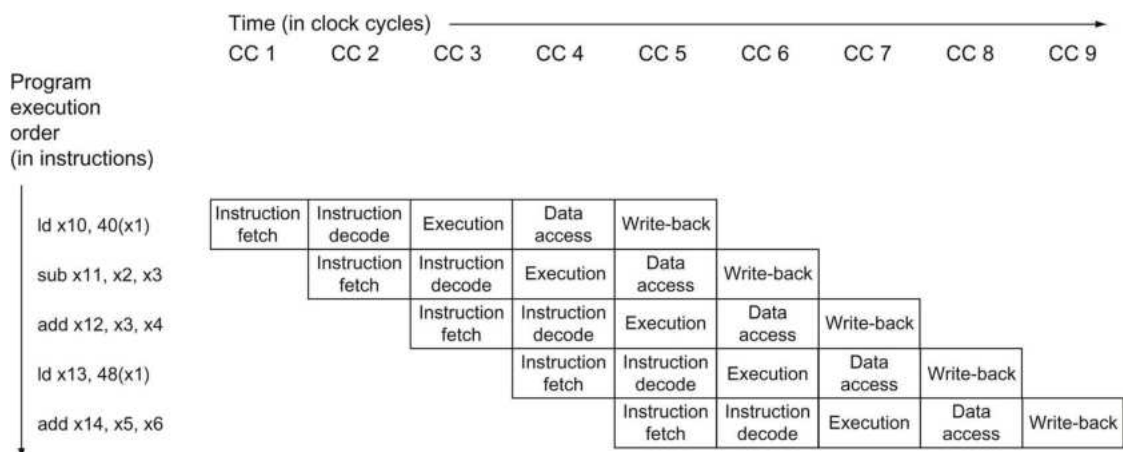 Time (in clock cycles)
CC 1 CC 2 CC 3 CC 4 CC 5 CC 6 CC 7 CC 8 CC 9
Program
execution
order
(in instructions)
ld x10, 40(x1)
Instruction
fetch
Instruction
decode
Execution
Data
access
Write-back
sub x11, x2, x3
Instruction
fetch
Instruction
decode
Execution
Data
access
Write-back
add x12, x3, x4
Instruction
fetch
Instruction
decode
Execution
Data
access
Write-back
ld x13, 48(x1)
Instruction
fetch
Instruction
decode
Execution
Data
access
Write-back
add x14, x5, x6
Instruction
fetch
Instruction
decode
Execution
Data
access
Write-back